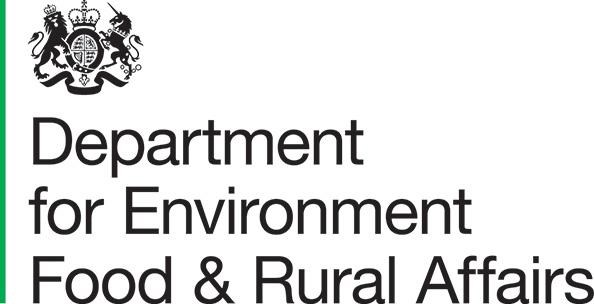 Department
for Environment
Food & Rural Affairs